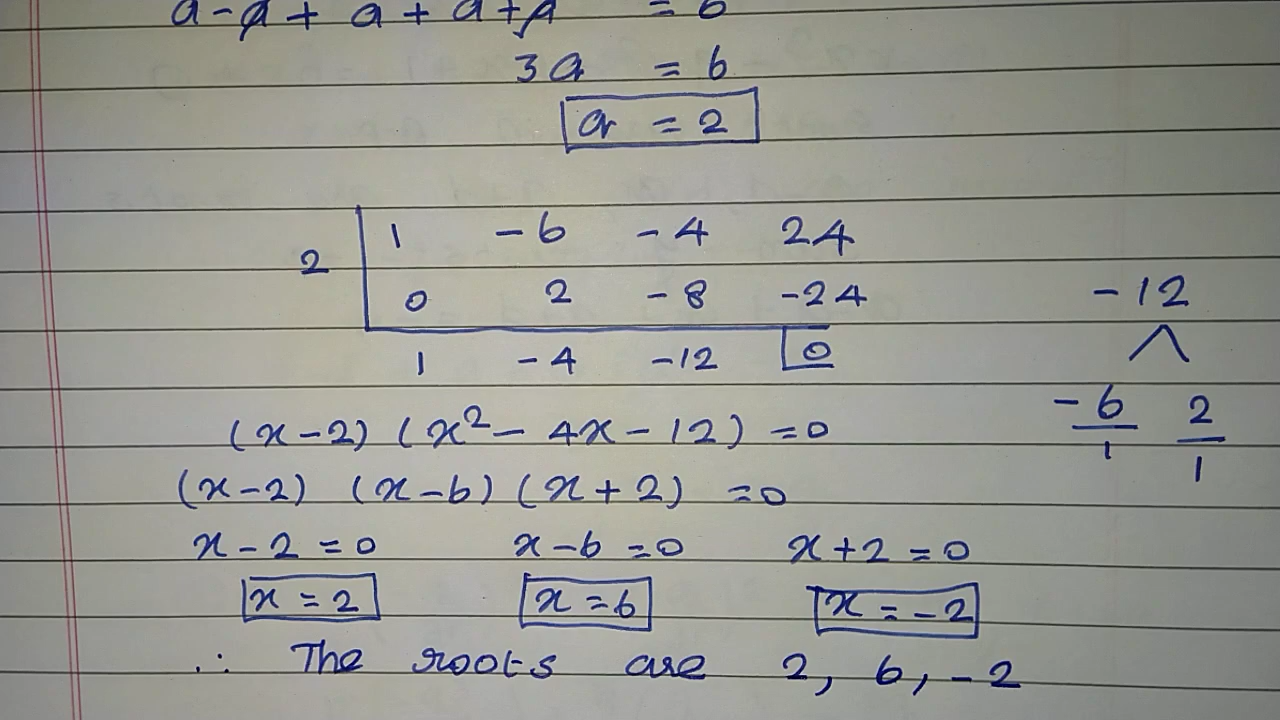 a - d + a + a + d = 6
3a = 6
a = 2
2 | 1 -6 -4 24
0 2 -8 -24
1 -4 -12 0
-12
-6/1 2/1
(x-2) (x² - 4x - 12) = 0
(x-2) (x-6) (x+2) = 0
x - 2 = 0 x - 6 = 0 x + 2 = 0
x = 2 x = 6 x = -2
∴ The roots are 2, 6, -2